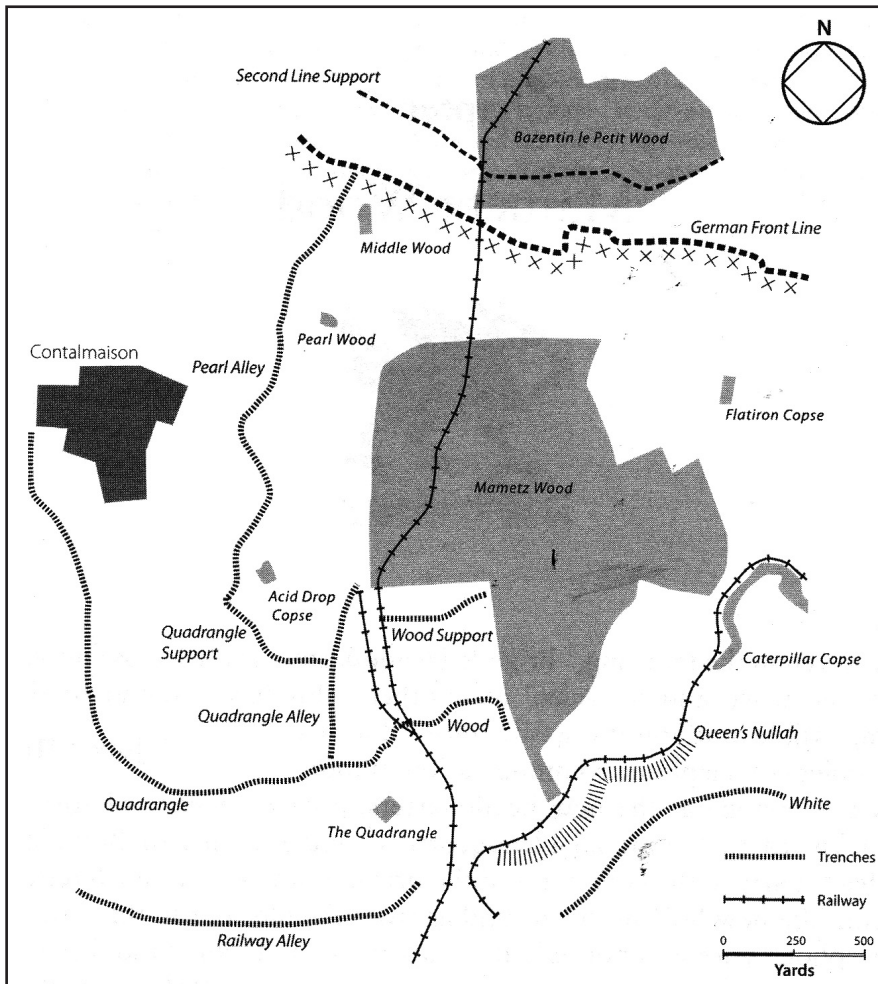 N
Second Line Support
Bazentin le Petit Wood
German Front Line
Middle Wood
Pearl Wood
Contalmaison
Pearl Alley
Flatiron Copse
Mametz Wood
Acid Drop
Copse
Wood Support
Quadrangle
Support
Caterpillar Copse
Quadrangle Alley
Wood
Queen's Nullah
Quadrangle
White
The Quadrangle
Trenches
Railway
Railway Alley
0 250 500
Yards